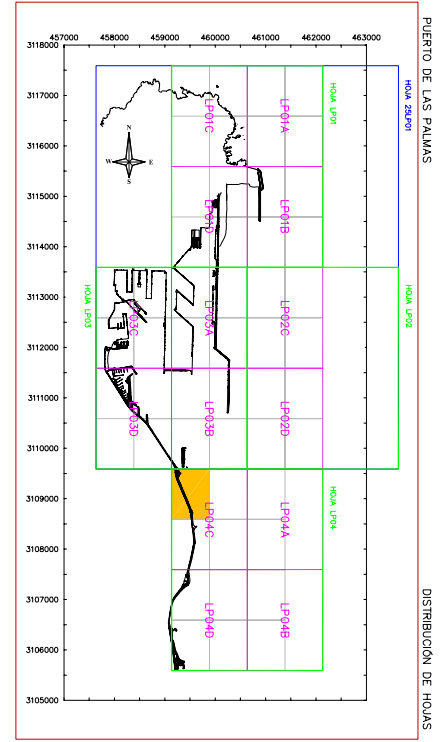 PUERTO DE LAS PALMAS
DISTRIBUCIÓN DE HOJAS
457000 458000 459000 460000 461000 462000 463000
3118000
3117000
3116000
3115000
3114000
3113000
3112000
3111000
3110000
3109000
3108000
3107000
3106000
3105000
HOJA 25LP01
HOJA LP01
HOJA LP02
HOJA LP03
HOJA LP04
LP01C
LP01A
LP01D
LP01B
LP03C
LP03A
LP02C
LP03D
LP03B
LP02D
LP04C
LP04A
LP04D
LP04B
N
W
E
S